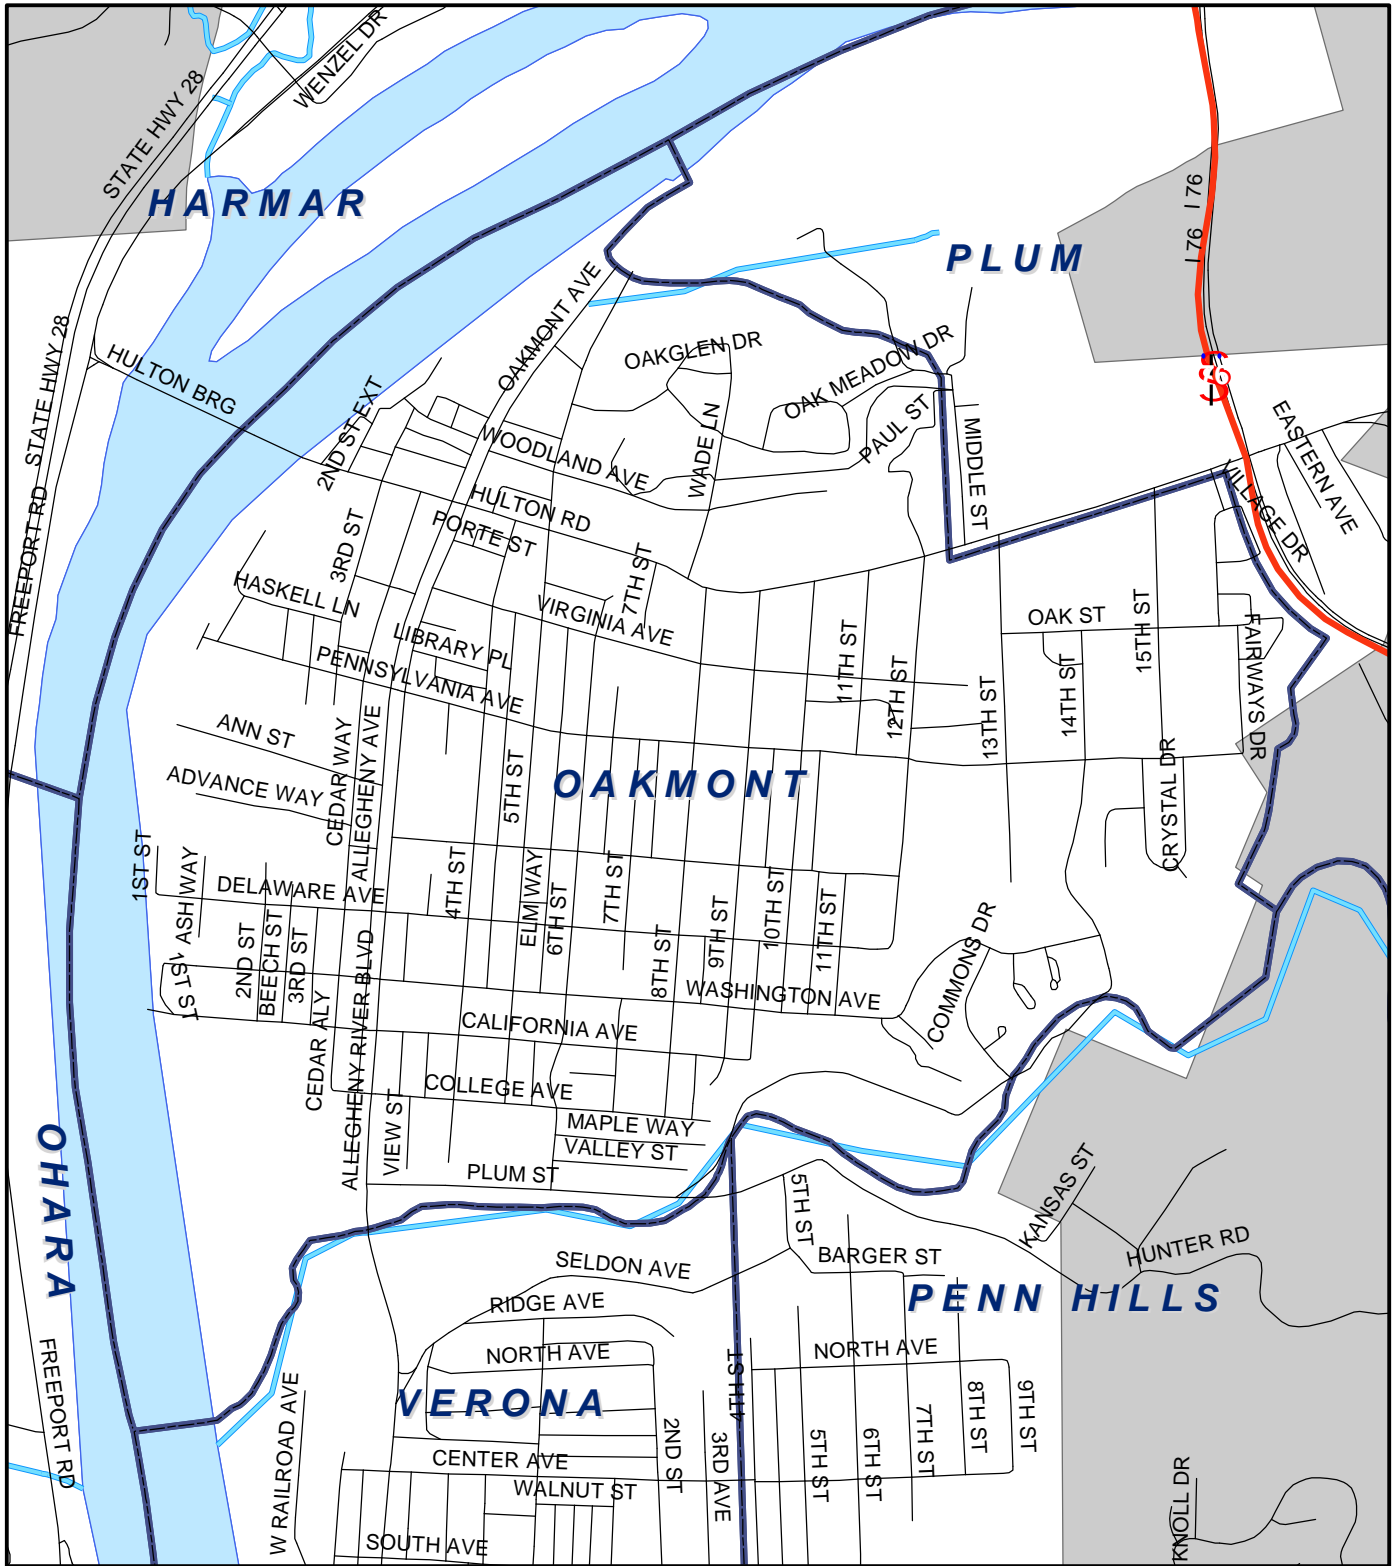 WENZEL DR
STATE HWY 28
HARMAR
I 76
I 76
PLUM
OAKMONT AVE
OAKGLEN DR
OAK MEADOW DR
STATE HWY 28
FREEPORT RD
HULTON BRG
2ND ST EXT
WOODLAND AVE
WADE LN
PAUL ST
MIDDLE ST
EASTERN AVE
VILLAGE DR
HULTON RD
PORTE ST
3RD ST
7TH ST
HASKELL LN
VIRGINIA AVE
LIBRARY PL
PENNSYLVANIA AVE
11TH ST
12TH ST
OAK ST
15TH ST
14TH ST
13TH ST
FAIRWAYS DR
ANN ST
CEDAR WAY
ALLEGHENY AVE
5TH ST
OAKMONT
ADVANCE WAY
CRYSTAL DR
1ST ST
ASH WAY
DELAWARE AVE
4TH ST
ELM WAY
6TH ST
7TH ST
8TH ST
9TH ST
10TH ST
11TH ST
COMMONS DR
1ST ST
2ND ST
BEECH ST
3RD ST
CEDAR ALY
ALLEGHENY RIVER BLVD
WASHINGTON AVE
CALIFORNIA AVE
COLLEGE AVE
VIEW ST
MAPLE WAY
VALLEY ST
PLUM ST
OHARA
5TH ST
KANSAS ST
HUNTER RD
SELDON AVE
BARGER ST
PENN HILLS
RIDGE AVE
NORTH AVE
NORTH AVE
FREEPORT RD
VERONA
4TH ST
W RAILROAD AVE
CENTER AVE
2ND ST
3RD AVE
5TH ST
6TH ST
7TH ST
8TH ST
9TH ST
WALNUT ST
SOUTH AVE
KNOLL DR